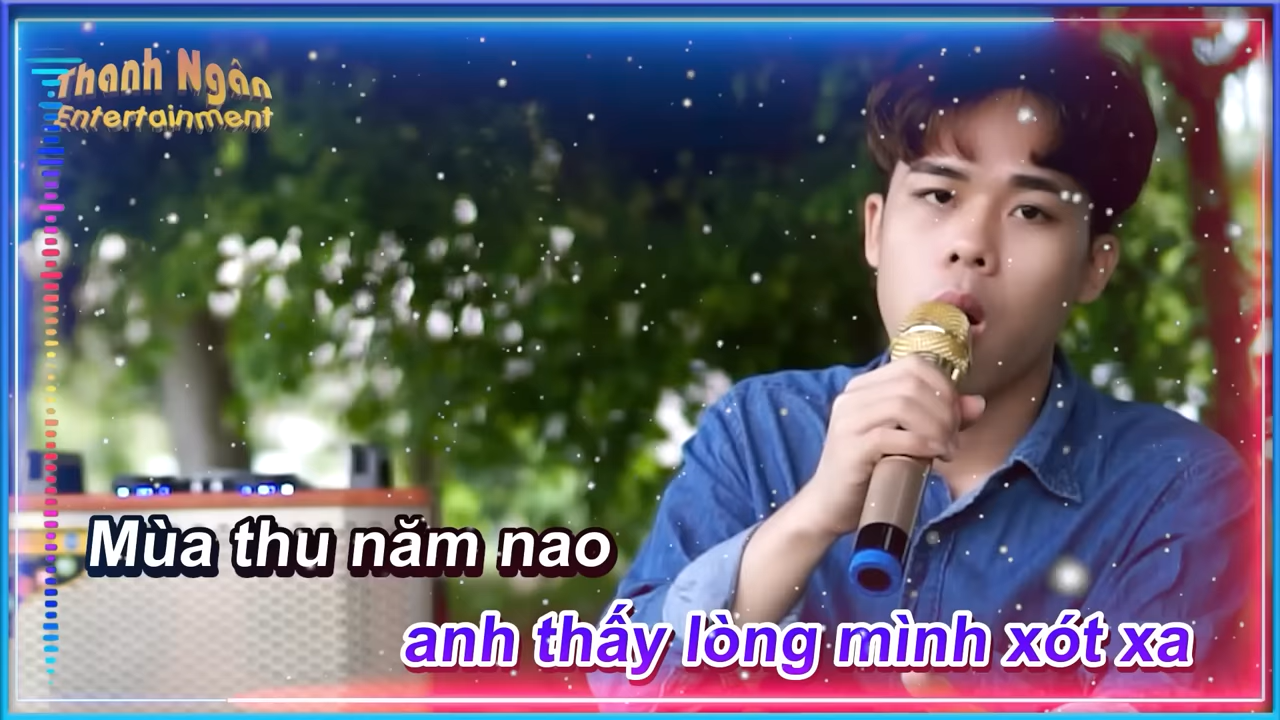 Thanh Ngân
Entertainment
Mùa thu năm nao
anh thấy lòng mình xót xa